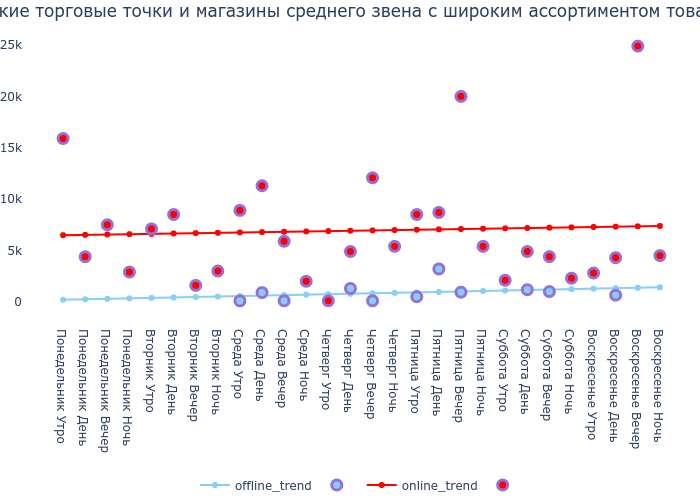 кие торговые точки и магазины среднего звена с широким ассортиментом това
25k
20k
15k
10k
5k
0
Понедельник Утро
Понедельник День
Понедельник Вечер
Понедельник Ночь
Вторник Утро
Вторник День
Вторник Вечер
Вторник Ночь
Среда Утро
Среда День
Среда Вечер
Среда Ночь
Четверг Утро
Четверг День
Четверг Вечер
Четверг Ночь
Пятница Утро
Пятница День
Пятница Вечер
Пятница Ночь
Суббота Утро
Суббота День
Суббота Вечер
Суббота Ночь
Воскресенье Утро
Воскресенье День
Воскресенье Вечер
Воскресенье Ночь
offline_trend
online_trend